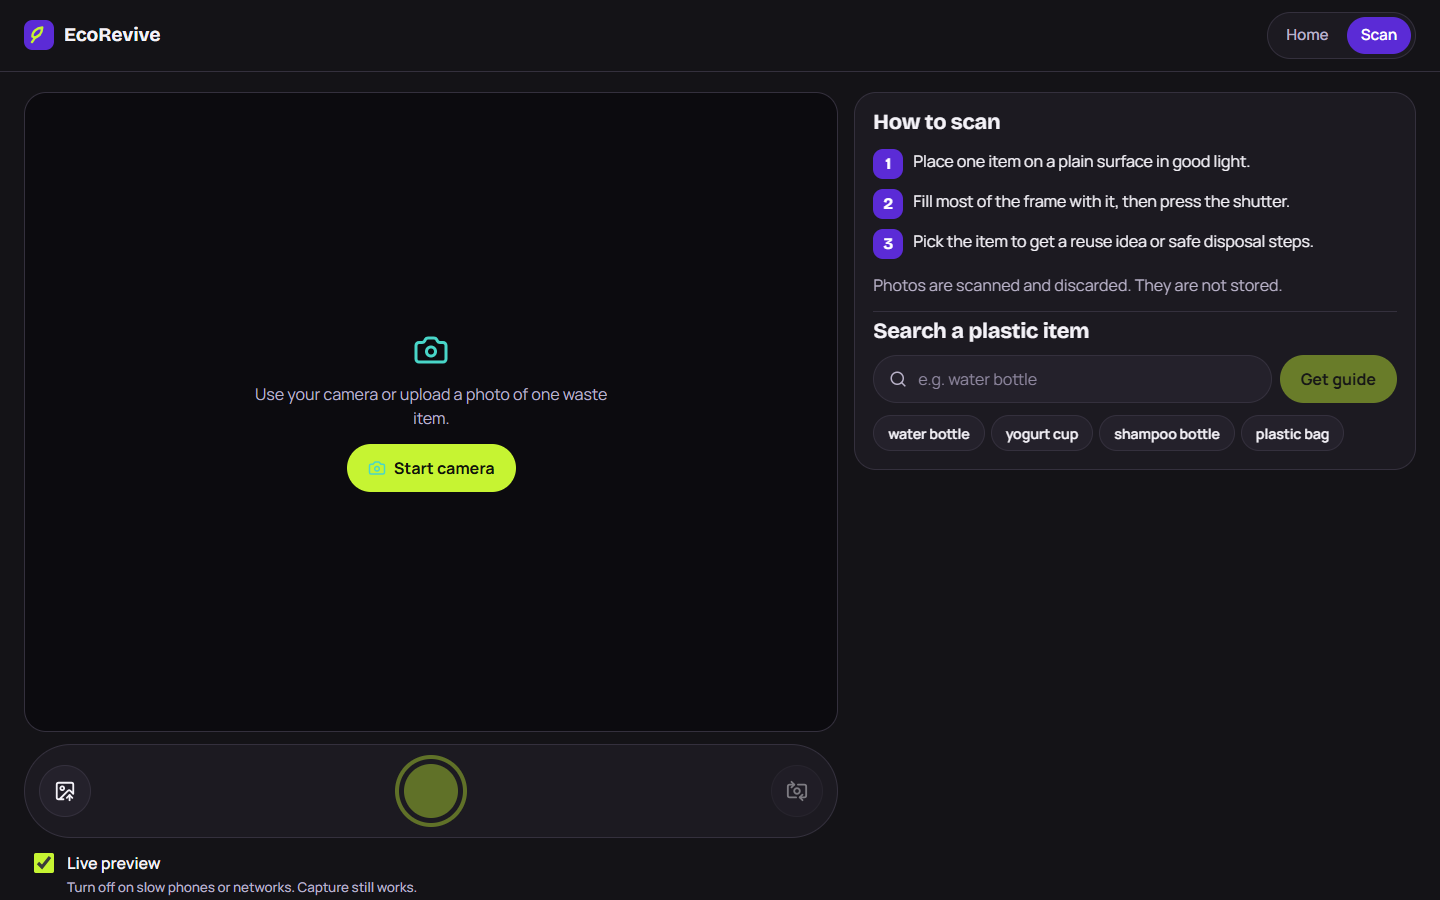 EcoRevive
Home
Scan
Use your camera or upload a photo of one waste
item.
Start camera
Live preview
Turn off on slow phones or networks. Capture still works.
How to scan
1 Place one item on a plain surface in good light.
2 Fill most of the frame with it, then press the shutter.
3 Pick the item to get a reuse idea or safe disposal steps.
Photos are scanned and discarded. They are not stored.
Search a plastic item
e.g. water bottle
Get guide
water bottle
yogurt cup
shampoo bottle
plastic bag